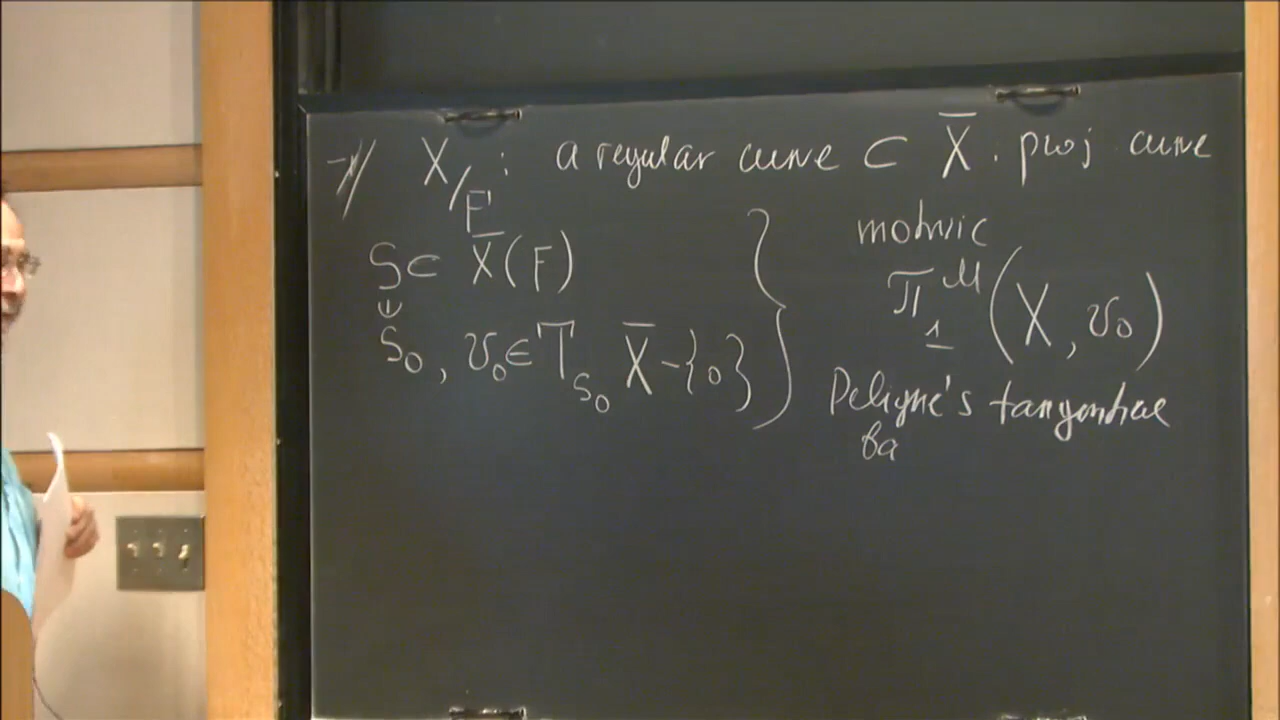 X/F : a regular curve ⊂ X̄ . proj curve
S ⊂ X̄(F)
∪
s₀, v₀ ∈ T_{s₀} X̄ - {0}
motivic
π₁^M (X, v₀)
Deligne's tangential
ba